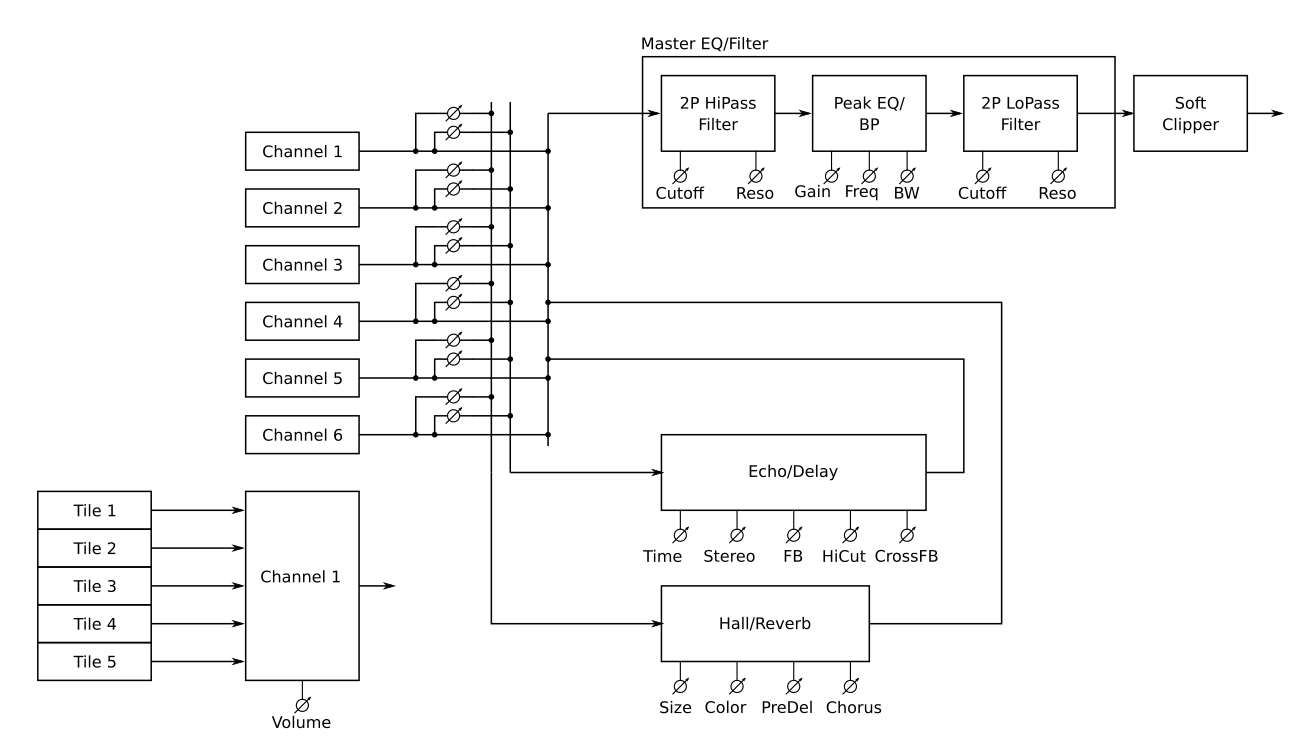 Master EQ/Filter
2P HiPass
Filter
Peak EQ/
BP
2P LoPass
Filter
Soft
Clipper
Cutoff
Reso
Gain
Freq
BW
Cutoff
Reso
Channel 1
Channel 2
Channel 3
Channel 4
Channel 5
Channel 6
Echo/Delay
Time
Stereo
FB
HiCut
CrossFB
Hall/Reverb
Size
Color
PreDel
Chorus
Tile 1
Tile 2
Tile 3
Tile 4
Tile 5
Channel 1
Volume